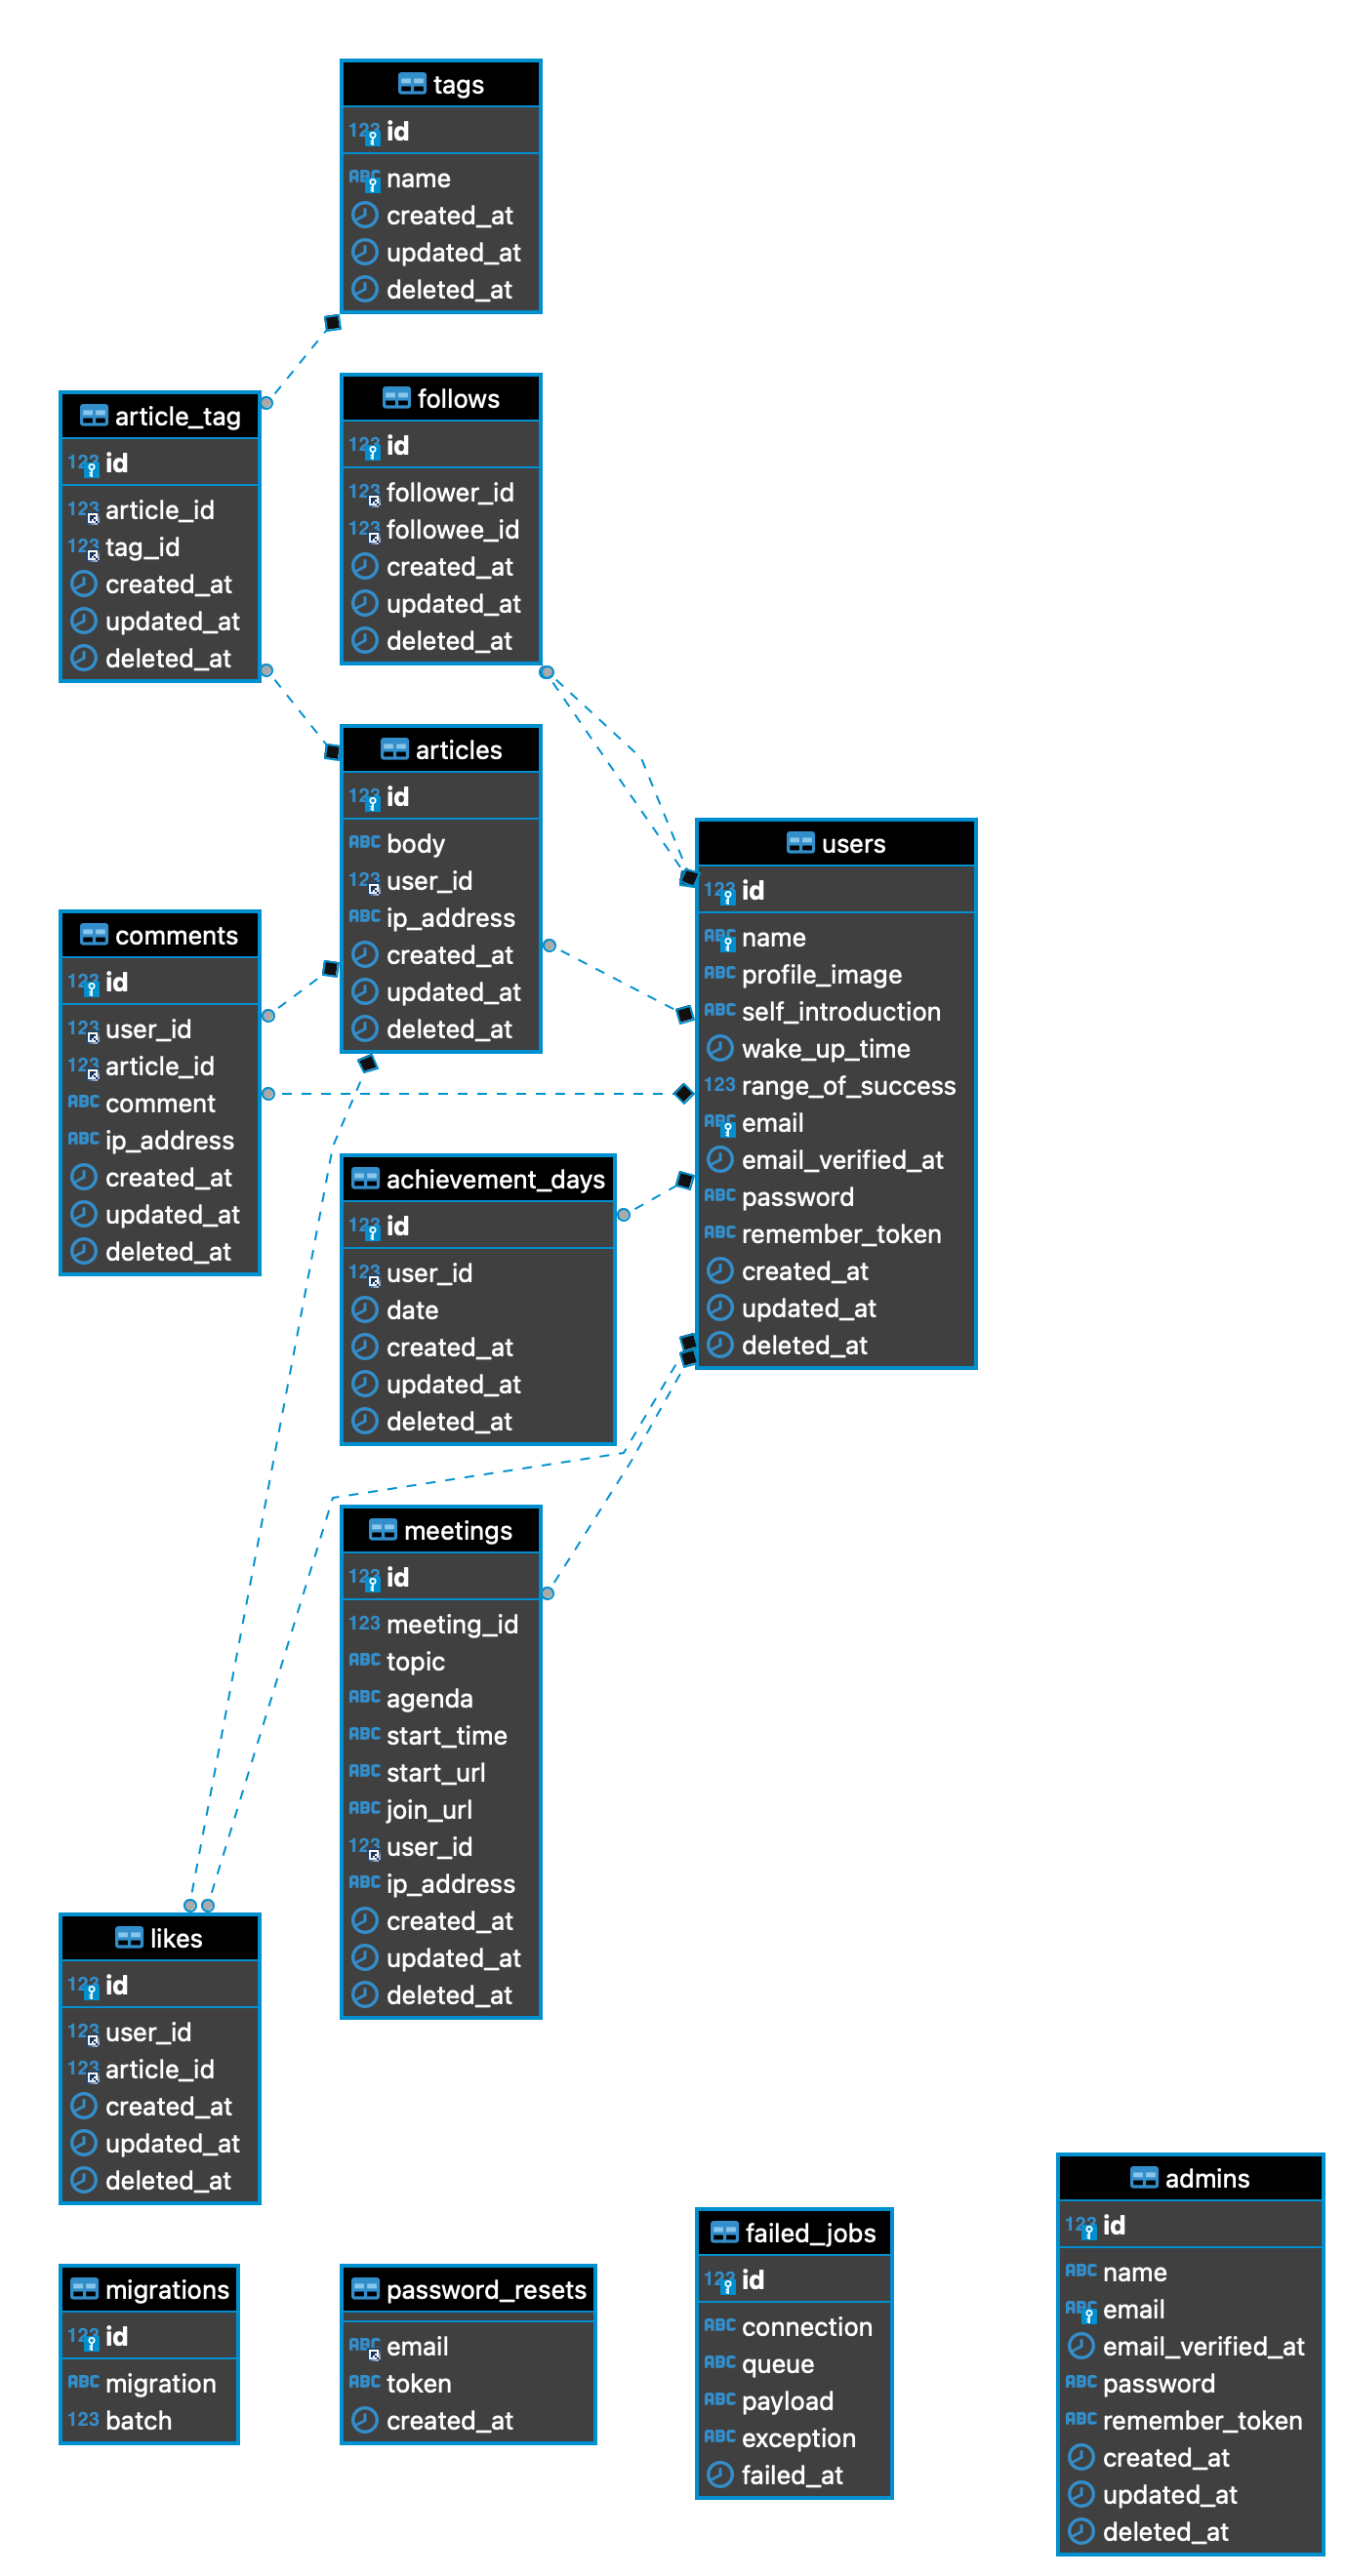 tags
123 id
ABC name
created_at
updated_at
deleted_at
article_tag
123 id
123 article_id
123 tag_id
created_at
updated_at
deleted_at
follows
123 id
123 follower_id
123 followee_id
created_at
updated_at
deleted_at
articles
123 id
ABC body
123 user_id
ABC ip_address
created_at
updated_at
deleted_at
users
123 id
ABC name
ABC profile_image
ABC self_introduction
wake_up_time
123 range_of_success
ABC email
email_verified_at
ABC password
ABC remember_token
created_at
updated_at
deleted_at
comments
123 id
123 user_id
123 article_id
ABC comment
ABC ip_address
created_at
updated_at
deleted_at
achievement_days
123 id
123 user_id
date
created_at
updated_at
deleted_at
meetings
123 id
123 meeting_id
ABC topic
ABC agenda
ABC start_time
ABC start_url
ABC join_url
123 user_id
ABC ip_address
created_at
updated_at
deleted_at
likes
123 id
123 user_id
123 article_id
created_at
updated_at
deleted_at
migrations
123 id
ABC migration
123 batch
password_resets
ABC email
ABC token
created_at
failed_jobs
123 id
ABC connection
ABC queue
ABC payload
ABC exception
failed_at
admins
123 id
ABC name
ABC email
email_verified_at
ABC password
ABC remember_token
created_at
updated_at
deleted_at